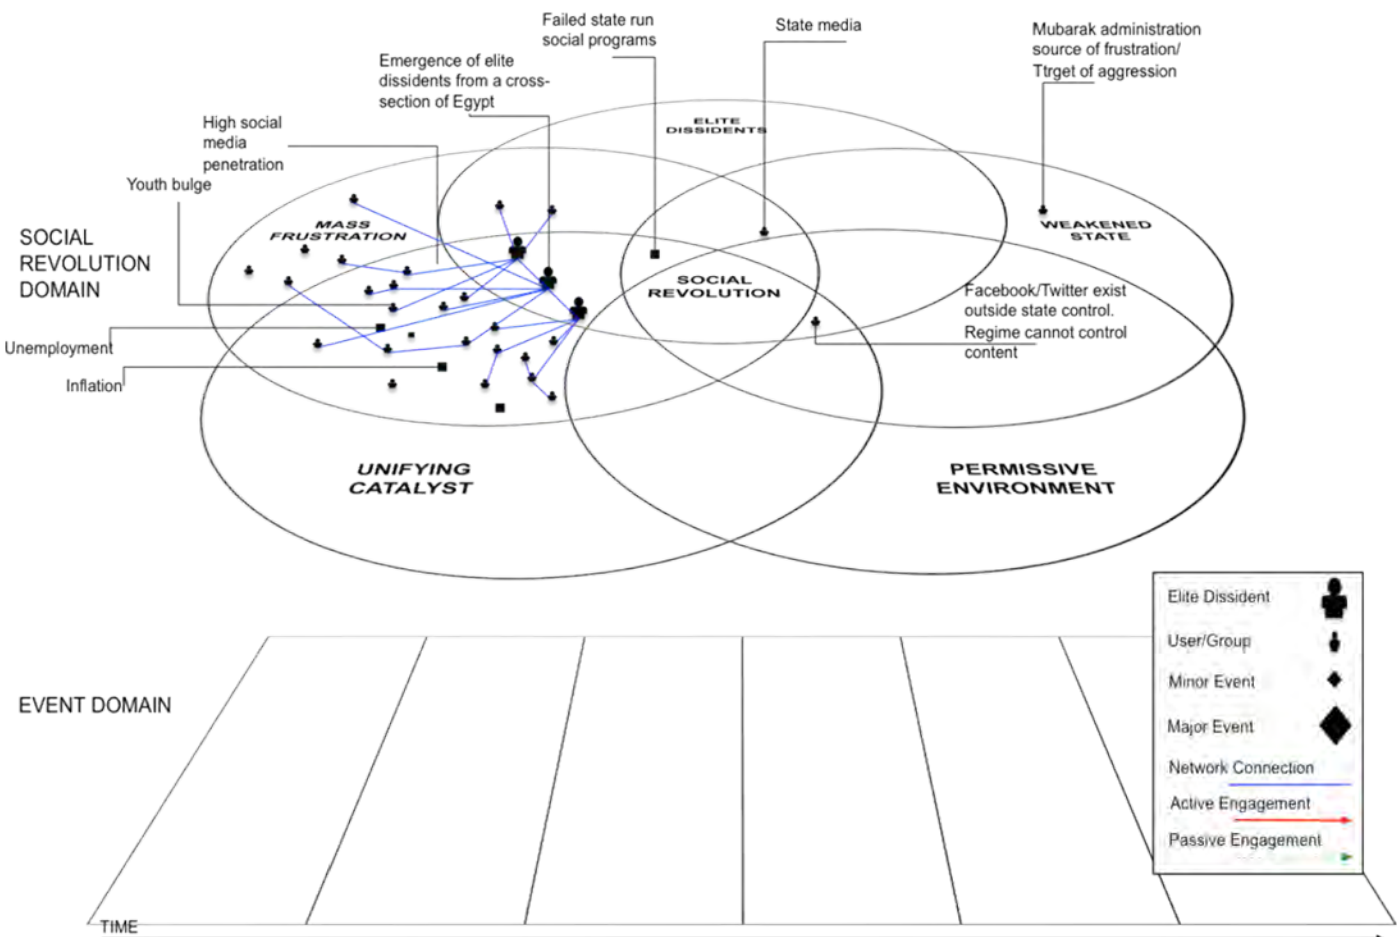 Failed state run
social programs
State media
Mubarak administration
source of frustration/
Ttrget of aggression
Emergence of elite
dissidents from a cross-
section of Egypt
High social
media
penetration
Youth bulge
ELITE
DISSIDENTS
MASS
FRUSTRATION
WEAKENED
STATE
SOCIAL
REVOLUTION
DOMAIN
SOCIAL
REVOLUTION
Facebook/Twitter exist
outside state control.
Regime cannot control
content
Unemployment
Inflation
UNIFYING
CATALYST
PERMISSIVE
ENVIRONMENT
Elite Dissident
User/Group
Minor Event
Major Event
Network Connection
Active Engagement
Passive Engagement
EVENT DOMAIN
TIME